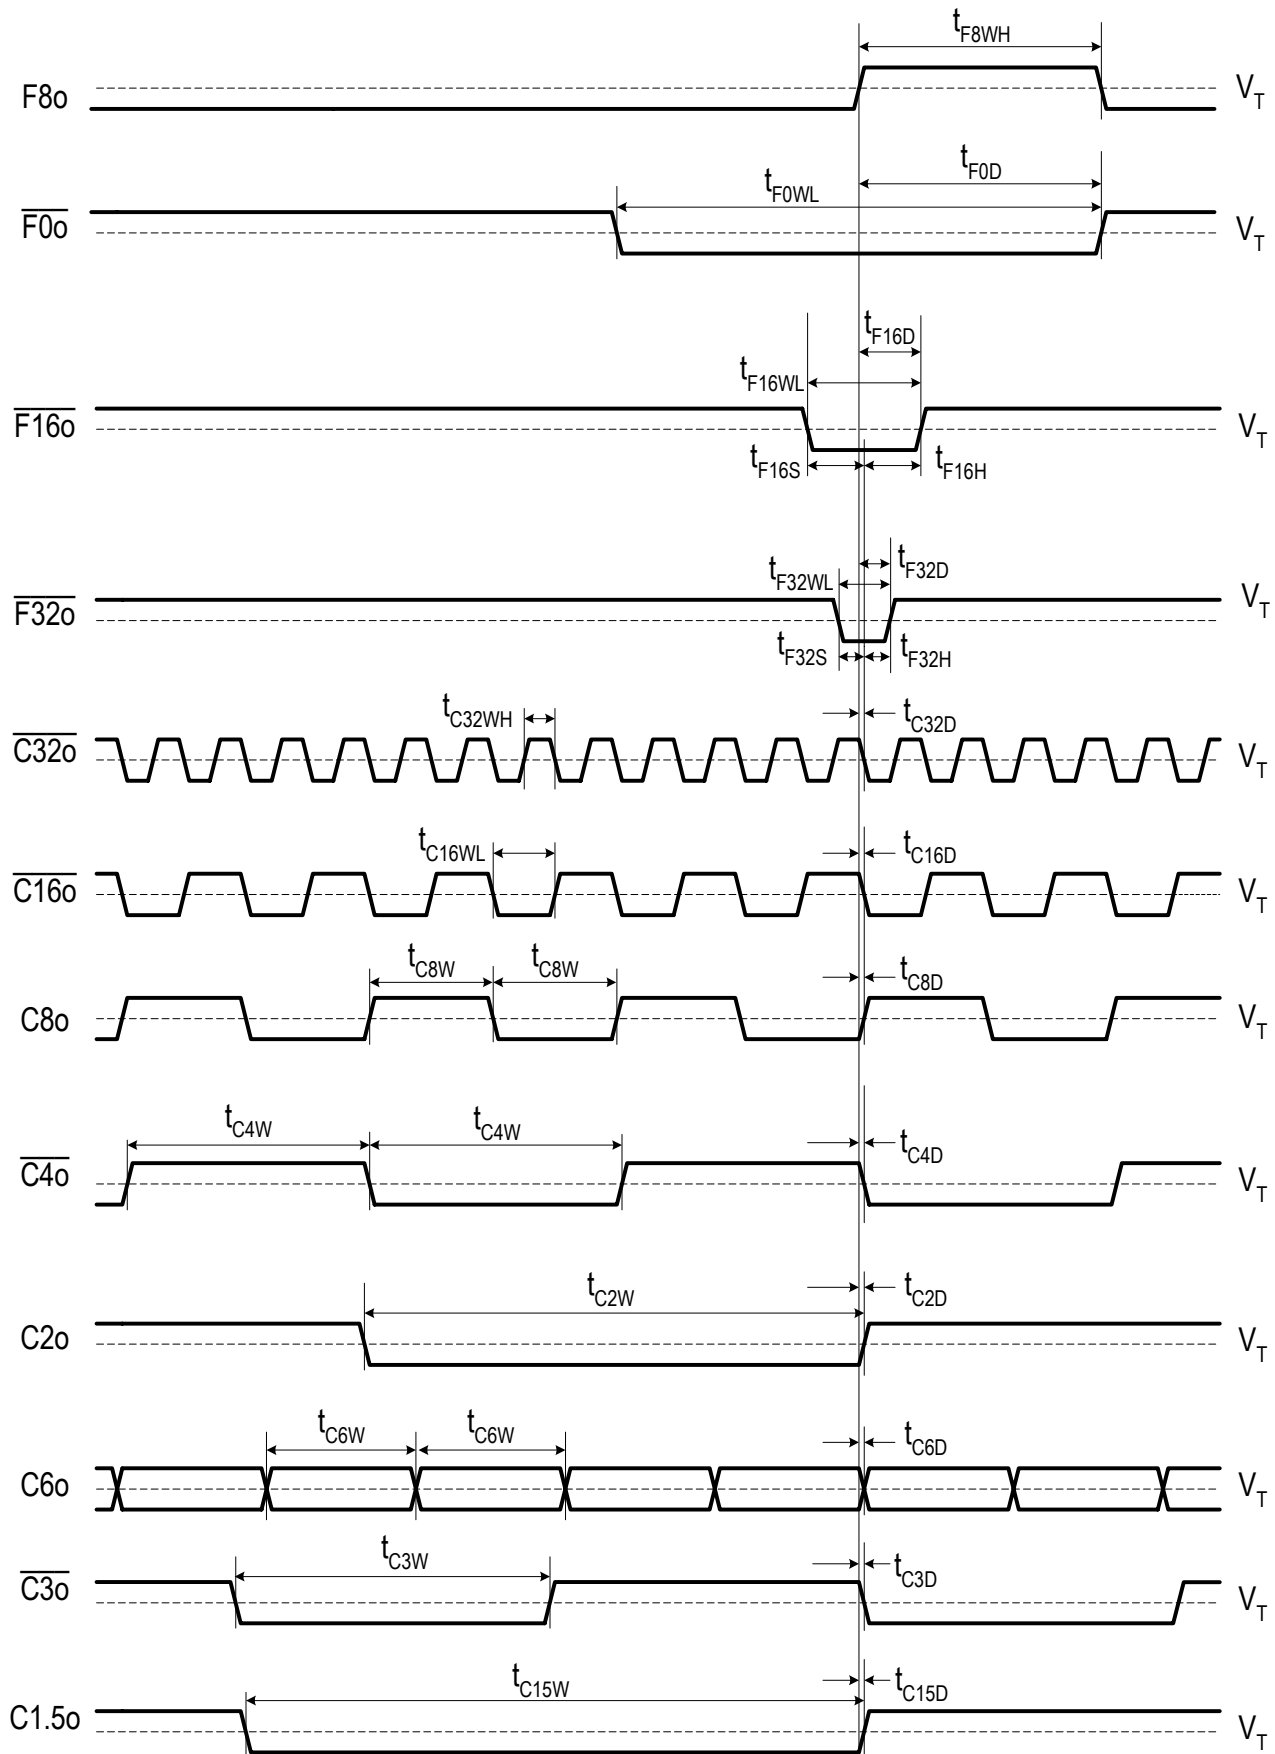 tF8WH
F8o VT
tF0WL tF0D
F0o VT
tF16D
tF16WL
F16o VT
tF16S tF16H
tF32WL tF32D
F32o VT
tF32S tF32H
tC32WH tC32D
C32o VT
tC16WL tC16D
C16o VT
tC8W tC8W tC8D
C8o VT
tC4W tC4W tC4D
C4o VT
tC2W tC2D
C2o VT
tC6W tC6W tC6D
C6o VT
tC3W tC3D
C3o VT
tC15W tC15D
C1.5o VT